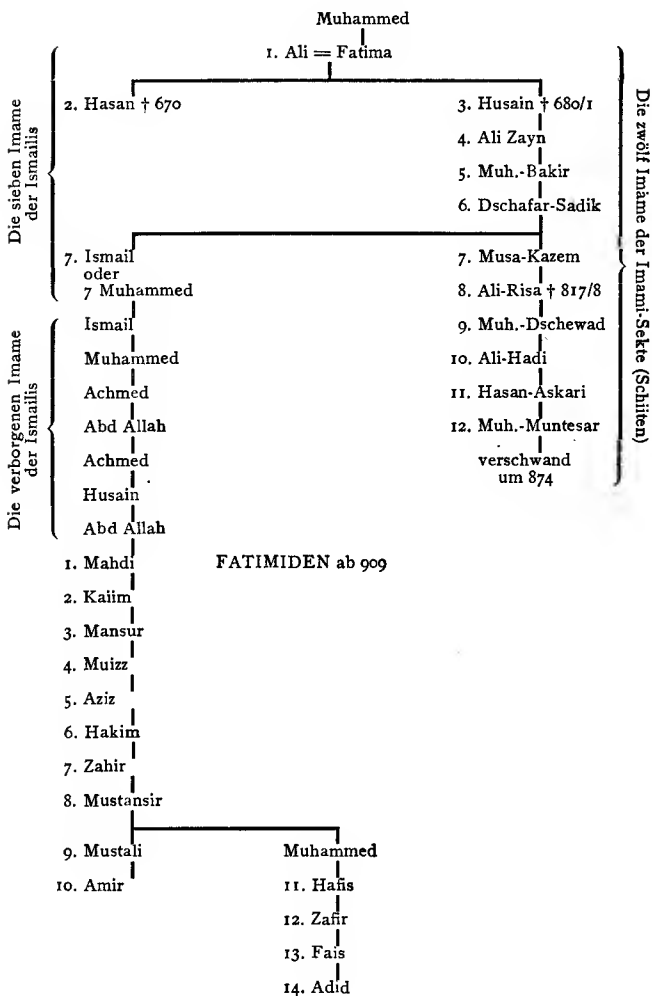 Muhammed
1. Ali = Fatima
Die sieben Imame
der Ismailis
2. Hasan † 670
3. Husain † 680/1
4. Ali Zayn
5. Muh.-Bakir
6. Dschafar-Sadik
7. Ismail
oder
7 Muhammed
7. Musa-Kazem
8. Ali-Risa † 817/8
9. Muh.-Dschewad
10. Ali-Hadi
11. Hasan-Askari
12. Muh.-Muntesar
verschwand
um 874
Die zwölf Imàme der Imami-Sekte (Schiiten)
Die verborgenen Imame
der Ismailis
Ismail
Muhammed
Achmed
Abd Allah
Achmed
Husain
Abd Allah
1. Mahdi
FATIMIDEN ab 909
2. Kaiim
3. Mansur
4. Muizz
5. Aziz
6. Hakim
7. Zahir
8. Mustansir
9. Mustali
10. Amir
Muhammed
11. Hafis
12. Zafir
13. Fais
14. Adid